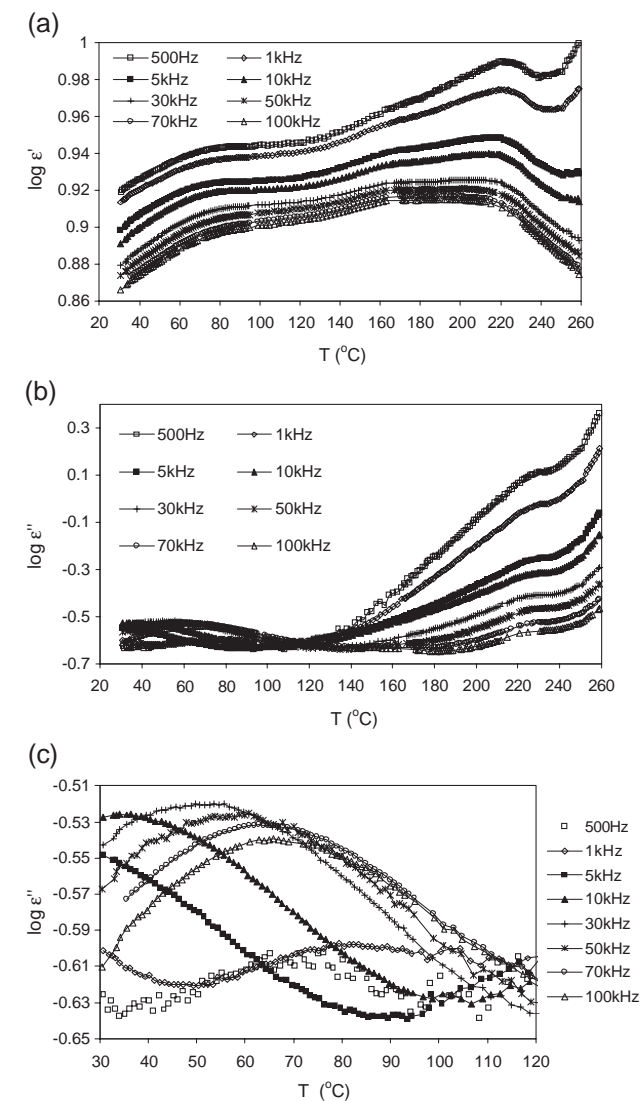 (a)
1
0.98
0.96
0.94
0.92
0.9
0.88
0.86
log ε'
500Hz 1kHz
5kHz 10kHz
30kHz 50kHz
70kHz 100kHz
20 40 60 80 100 120 140 160 180 200 220 240 260
T (°C)
(b)
0.3
0.1
-0.1
-0.3
-0.5
-0.7
log ε"
500Hz 1kHz
5kHz 10kHz
30kHz 50kHz
70kHz 100kHz
20 40 60 80 100 120 140 160 180 200 220 240 260
T (°C)
(c)
-0.51
-0.53
-0.55
-0.57
-0.59
-0.61
-0.63
-0.65
log ε"
500Hz
1kHz
5kHz
10kHz
30kHz
50kHz
70kHz
100kHz
30 40 50 60 70 80 90 100 110 120
T (°C)